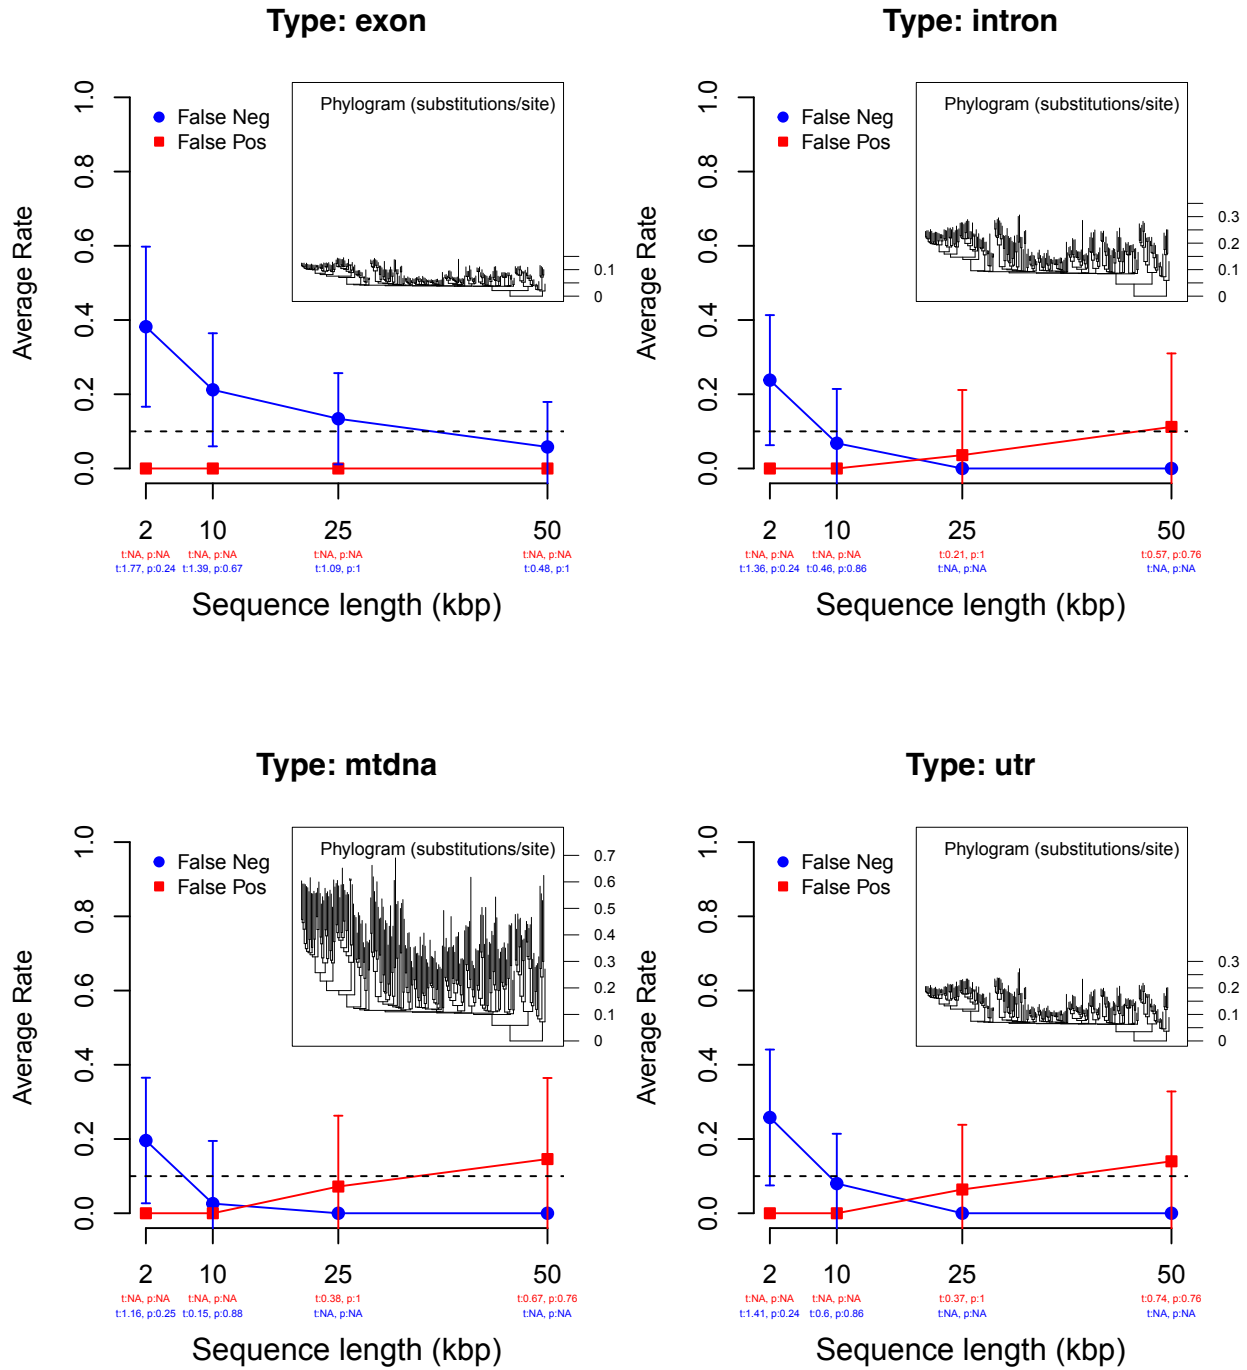 Type: exon
Phylogram (substitutions/site)
False Neg
False Pos
0.1
0
Average Rate
1.0
0.8
0.6
0.4
0.2
0.0
2 10 25 50
t:NA, p:NA t:NA, p:NA t:NA, p:NA t:NA, p:NA
t:1.77, p:0.24 t:1.39, p:0.67 t:1.09, p:1 t:0.48, p:1
Sequence length (kbp)
Type: intron
Phylogram (substitutions/site)
False Neg
False Pos
0.3
0.2
0.1
0
Average Rate
1.0
0.8
0.6
0.4
0.2
0.0
2 10 25 50
t:NA, p:NA t:NA, p:NA t:0.21, p:1 t:0.57, p:0.76
t:1.36, p:0.24 t:0.46, p:0.86 t:NA, p:NA t:NA, p:NA
Sequence length (kbp)
Type: mtdna
Phylogram (substitutions/site)
False Neg
False Pos
0.7
0.6
0.5
0.4
0.3
0.2
0.1
0
Average Rate
1.0
0.8
0.6
0.4
0.2
0.0
2 10 25 50
t:NA, p:NA t:NA, p:NA t:0.38, p:1 t:0.67, p:0.76
t:1.16, p:0.25 t:0.15, p:0.88 t:NA, p:NA t:NA, p:NA
Sequence length (kbp)
Type: utr
Phylogram (substitutions/site)
False Neg
False Pos
0.3
0.2
0.1
0
Average Rate
1.0
0.8
0.6
0.4
0.2
0.0
2 10 25 50
t:NA, p:NA t:NA, p:NA t:0.37, p:1 t:0.74, p:0.76
t:1.41, p:0.24 t:0.6, p:0.86 t:NA, p:NA t:NA, p:NA
Sequence length (kbp)